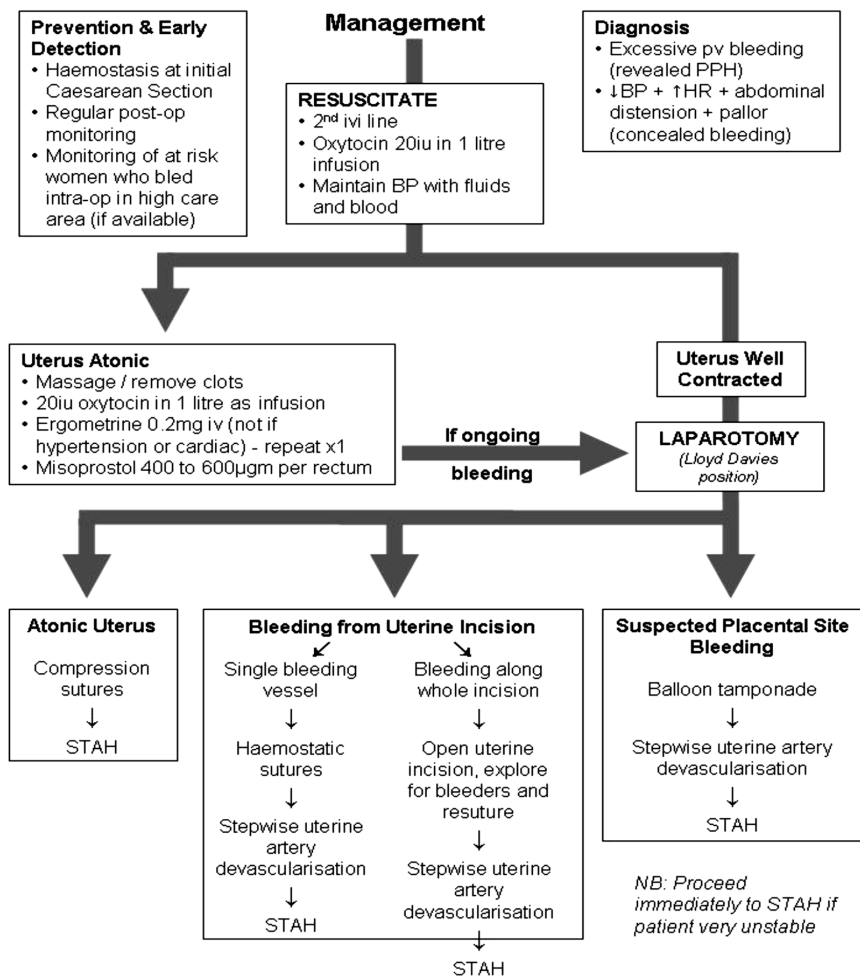 Prevention & Early
Detection
• Haemostasis at initial
Caesarean Section
• Regular post-op
monitoring
• Monitoring of at risk
women who bled
intra-op in high care
area (if available)
Management
RESUSCITATE
• 2nd ivi line
• Oxytocin 20iu in 1 litre
infusion
• Maintain BP with fluids
and blood
Diagnosis
• Excessive pv bleeding
(revealed PPH)
• ↓BP + ↑HR + abdominal
distension + pallor
(concealed bleeding)
Uterus Atonic
• Massage / remove clots
• 20iu oxytocin in 1 litre as infusion
• Ergometrine 0.2mg iv (not if
hypertension or cardiac) - repeat x1
• Misoprostol 400 to 600µgm per rectum
If ongoing
bleeding
Uterus Well
Contracted
LAPAROTOMY
(Lloyd Davies
position)
Atonic Uterus
Compression
sutures
↓
STAH
Bleeding from Uterine Incision
Single bleeding
vessel
↓
Haemostatic
sutures
↓
Stepwise uterine
artery
devascularisation
↓
STAH
Bleeding along
whole incision
↓
Open uterine
incision, explore
for bleeders and
resuture
↓
Stepwise uterine
artery
devascularisation
↓
STAH
Suspected Placental Site
Bleeding
Balloon tamponade
↓
Stepwise uterine artery
devascularisation
↓
STAH
NB: Proceed
immediately to STAH if
patient very unstable